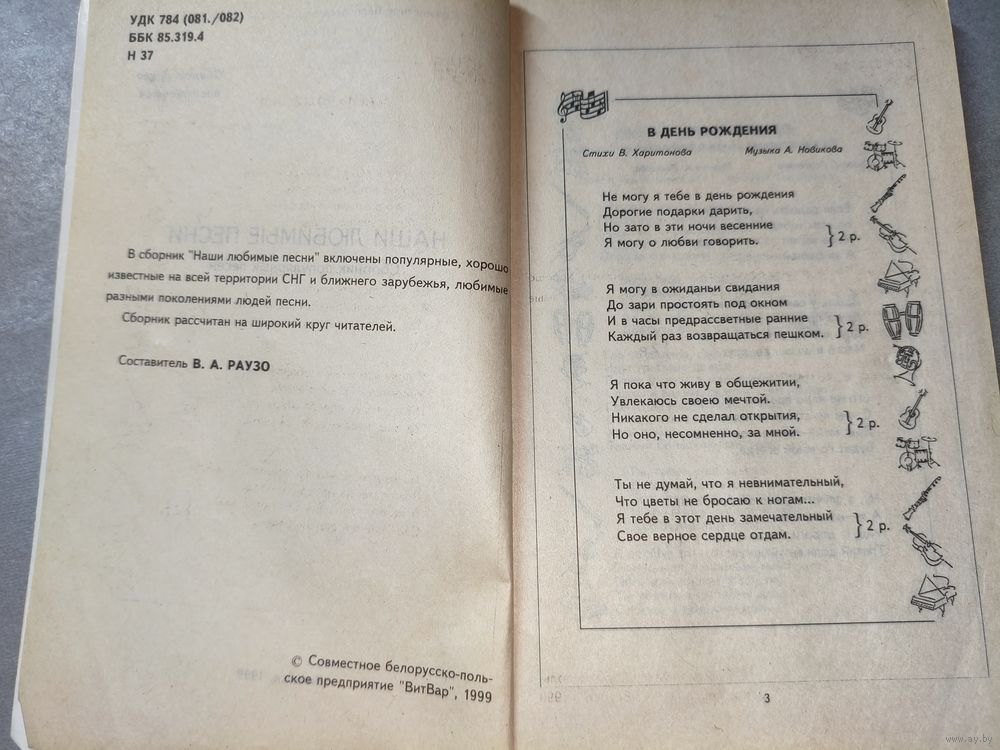 УДК 784 (081./082)
ББК 85.319.4
Н 37
В сборник "Наши любимые песни" включены популярные, хорошо
известные на всей территории СНГ и ближнего зарубежья, любимые
разными поколениями людей песни.
Сборник рассчитан на широкий круг читателей.
Составитель В. А. РАУЗО
© Совместное белорусско-поль-
ское предприятие "ВитВар", 1999
В ДЕНЬ РОЖДЕНИЯ
Стихи В. Харитонова Музыка А. Новикова
Не могу я тебе в день рождения
Дорогие подарки дарить,
Но зато в эти ночи весенние
Я могу о любви говорить. }2 р.
Я могу в ожиданьи свидания
До зари простоять под окном
И в часы предрассветные ранние
Каждый раз возвращаться пешком. }2 р.
Я пока что живу в общежитии,
Увлекаюсь своею мечтой.
Никакого не сделал открытия,
Но оно, несомненно, за мной. }2 р.
Ты не думай, что я невнимательный,
Что цветы не бросаю к ногам...
Я тебе в этот день замечательный
Свое верное сердце отдам. }2 р.
3
www.ay.by